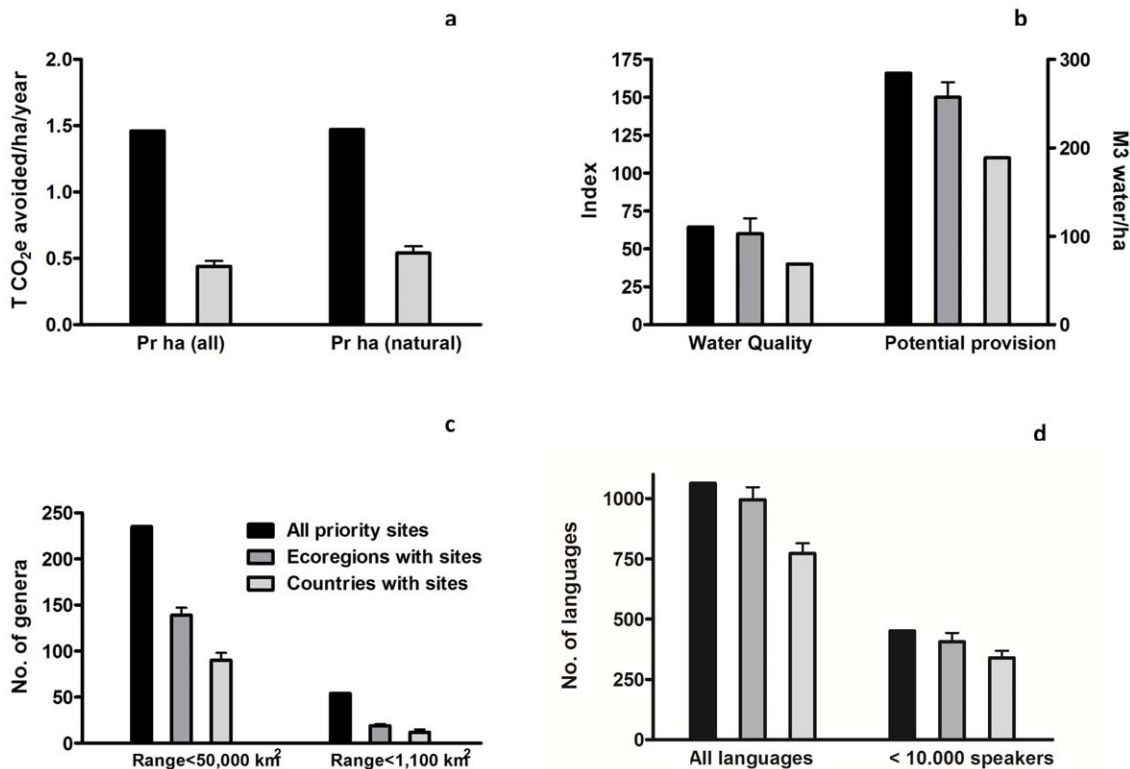 a
2.0
1.5
1.0
0.5
0.0
T CO2e avoided/ha/year
Pr ha (all)
Pr ha (natural)
b
175
150
125
100
75
50
25
0
Index
300
200
100
0
M3 water/ha
Water Quality
Potential provision
c
250
200
150
100
50
0
No. of genera
All priority sites
Ecoregions with sites
Countries with sites
Range<50,000 km²
Range<1,100 km²
d
1000
750
500
250
0
No. of languages
All languages
< 10.000 speakers